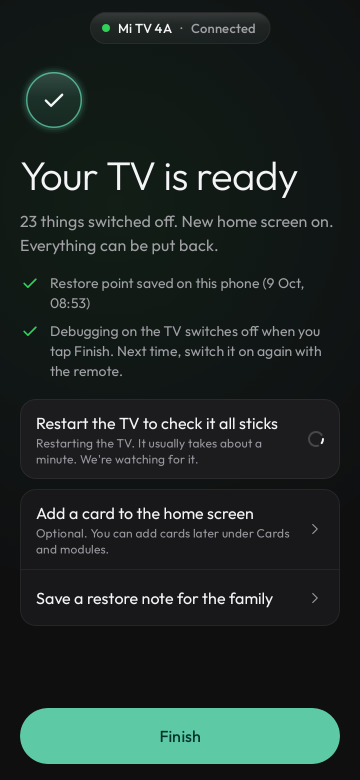 Mi TV 4A · Connected
Your TV is ready
23 things switched off. New home screen on.
Everything can be put back.
Restore point saved on this phone (9 Oct,
08:53)
Debugging on the TV switches off when you
tap Finish. Next time, switch it on again with
the remote.
Restart the TV to check it all sticks
Restarting the TV. It usually takes about a
minute. We're watching for it.
Add a card to the home screen
Optional. You can add cards later under Cards
and modules.
Save a restore note for the family
Finish